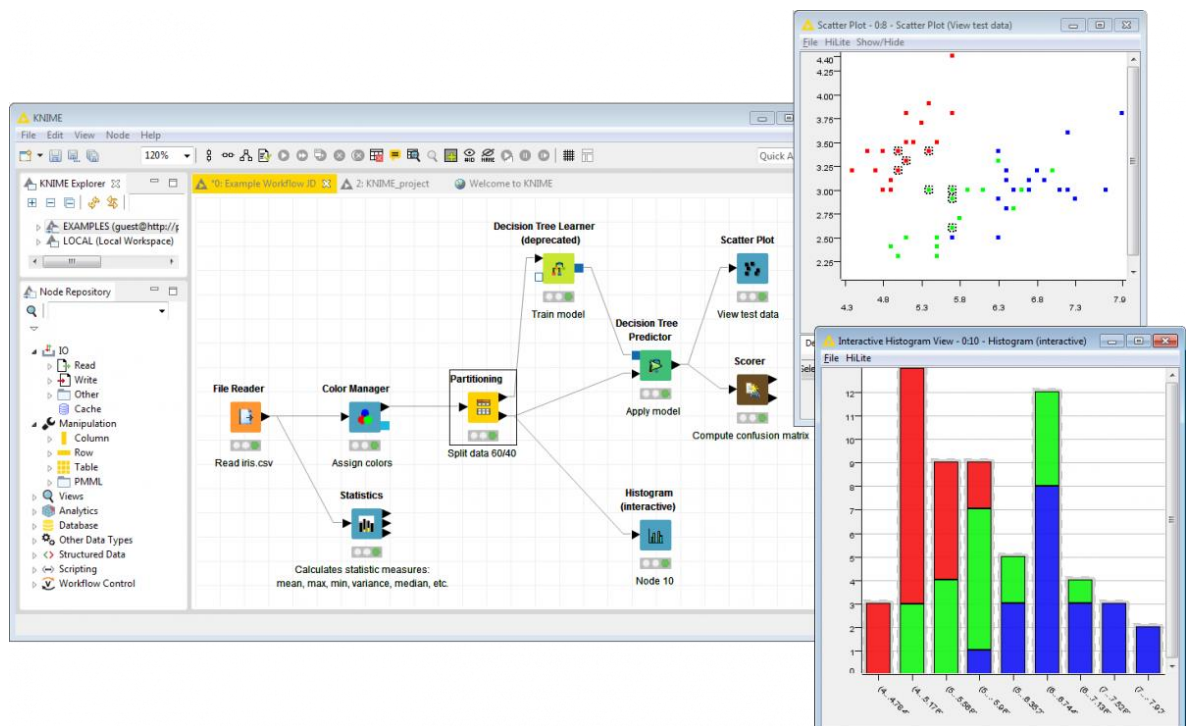 Scatter Plot - 0:8 - Scatter Plot (View test data)
File HiLite Show/Hide
4.40
4.25
4.00
3.75
3.50
3.25
3.00
2.75
2.50
2.25
4.3 4.8 5.3 5.8 6.3 6.8 7.3 7.9
KNIME
File Edit View Node Help
120%
Quick A
KNIME Explorer
EXAMPLES (guest@http://p
LOCAL (Local Workspace)
Node Repository
IO
Read
Write
Other
Cache
Manipulation
Column
Row
Table
PMML
Views
Analytics
Database
Other Data Types
Structured Data
Scripting
Workflow Control
*0: Example Workflow JD 2: KNIME_project Welcome to KNIME
Decision Tree Learner
(deprecated)
Train model
Scatter Plot
View test data
Decision Tree
Predictor
Apply model
Scorer
Compute confusion matrix
File Reader
Read iris.csv
Color Manager
Assign colors
Partitioning
Split data 60/40
Statistics
Calculates statistic measures:
mean, max, min, variance, median, etc.
Histogram
(interactive)
Node 10
Interactive Histogram View - 0:10 - Histogram (interactive)
File HiLite
12
11
10
9
8
7
6
5
4
3
2
1
0